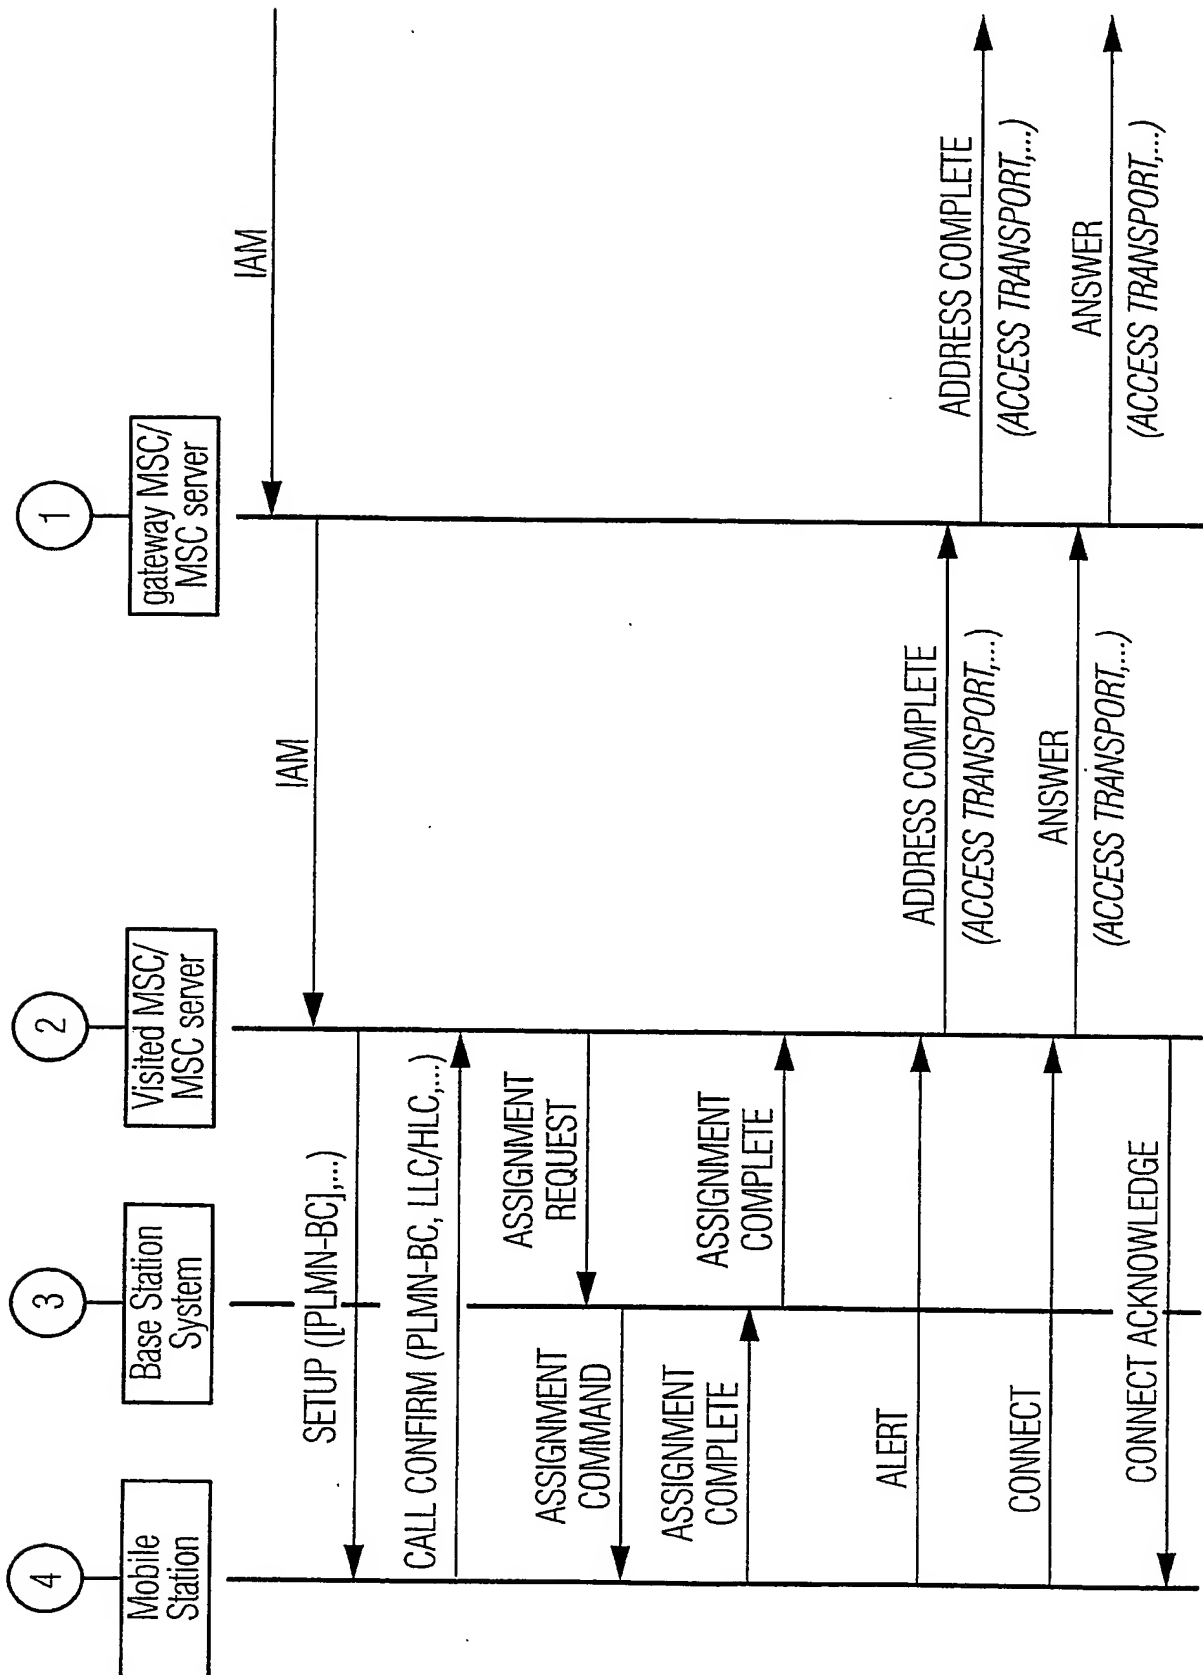 4
Mobile
Station
3
Base Station
System
2
Visited MSC/
MSC server
1
gateway MSC/
MSC server
IAM
IAM
SETUP ([PLMN-BC],...)
CALL CONFIRM (PLMN-BC, LLC/HLC,...)
ASSIGNMENT
REQUEST
ASSIGNMENT
COMMAND
ASSIGNMENT
COMPLETE
ASSIGNMENT
COMPLETE
ALERT
ADDRESS COMPLETE
(ACCESS TRANSPORT,...)
ADDRESS COMPLETE
(ACCESS TRANSPORT,...)
CONNECT
ANSWER
(ACCESS TRANSPORT,...)
ANSWER
(ACCESS TRANSPORT,...)
CONNECT ACKNOWLEDGE